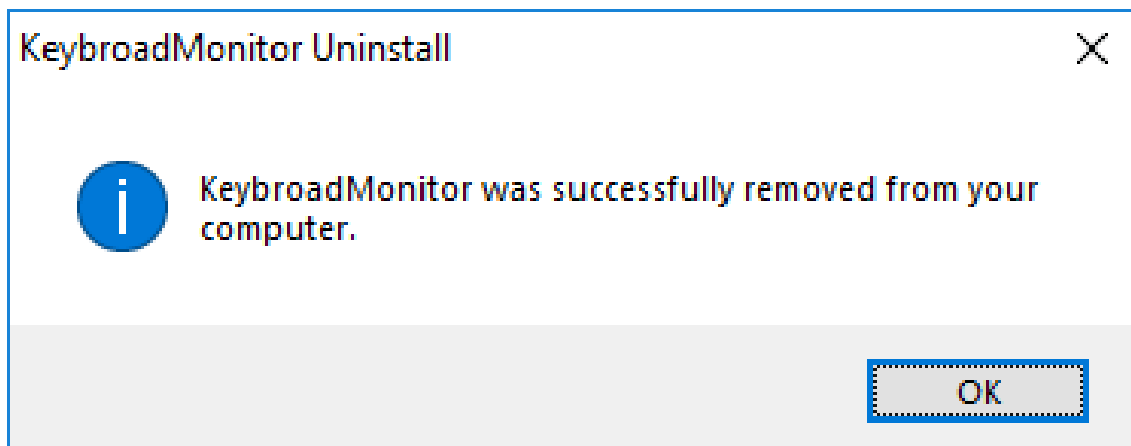 KeybroadMonitor Uninstall
KeybroadMonitor was successfully removed from your
computer.
OK